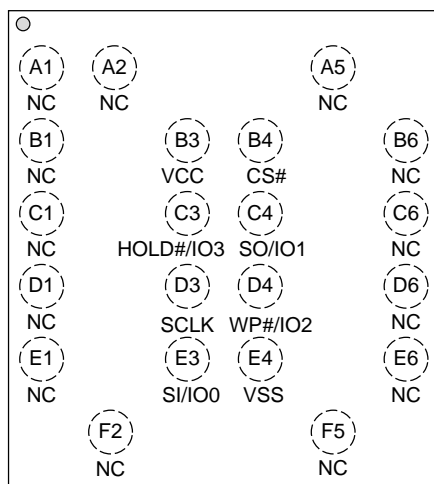 A1 A2 A5
NC NC NC
B1 B3 B4 B6
NC VCC CS# NC
C1 C3 C4 C6
NC HOLD#/IO3 SO/IO1 NC
D1 D3 D4 D6
NC SCLK WP#/IO2 NC
E1 E3 E4 E6
NC SI/IO0 VSS NC
F2 F5
NC NC